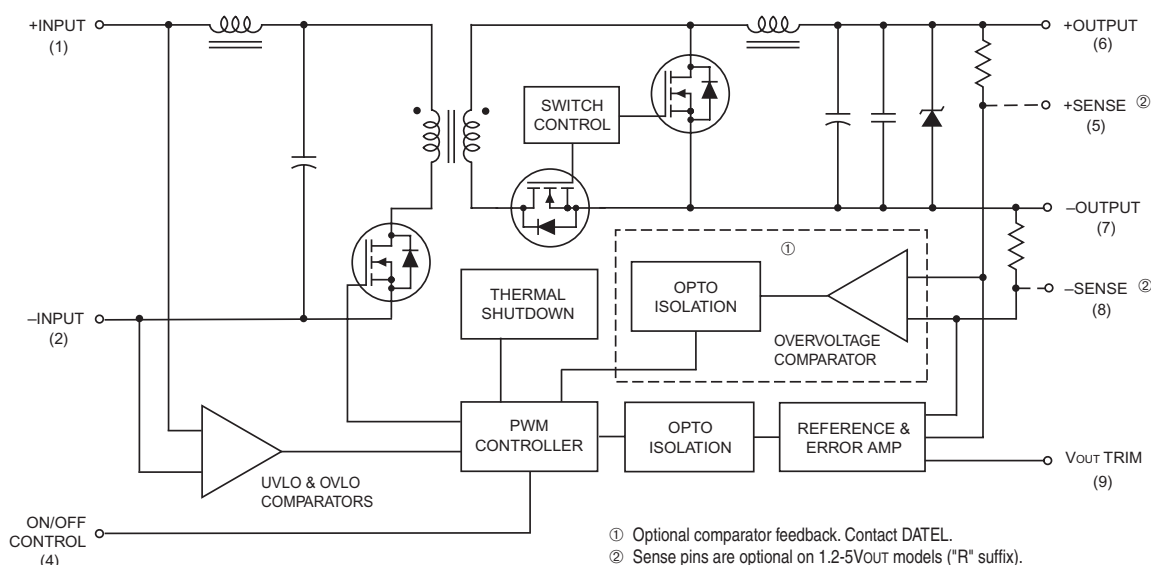 +INPUT
(1)
+OUTPUT
(6)
SWITCH
CONTROL
+SENSE ②
(5)
–OUTPUT
(7)
①
OPTO
ISOLATION
THERMAL
SHUTDOWN
–SENSE ②
(8)
–INPUT
(2)
OVERVOLTAGE
COMPARATOR
PWM
CONTROLLER
OPTO
ISOLATION
REFERENCE &
ERROR AMP
VOUT TRIM
(9)
UVLO & OVLO
COMPARATORS
ON/OFF
CONTROL
(4)
① Optional comparator feedback. Contact DATEL.
② Sense pins are optional on 1.2-5VOUT models ("R" suffix).